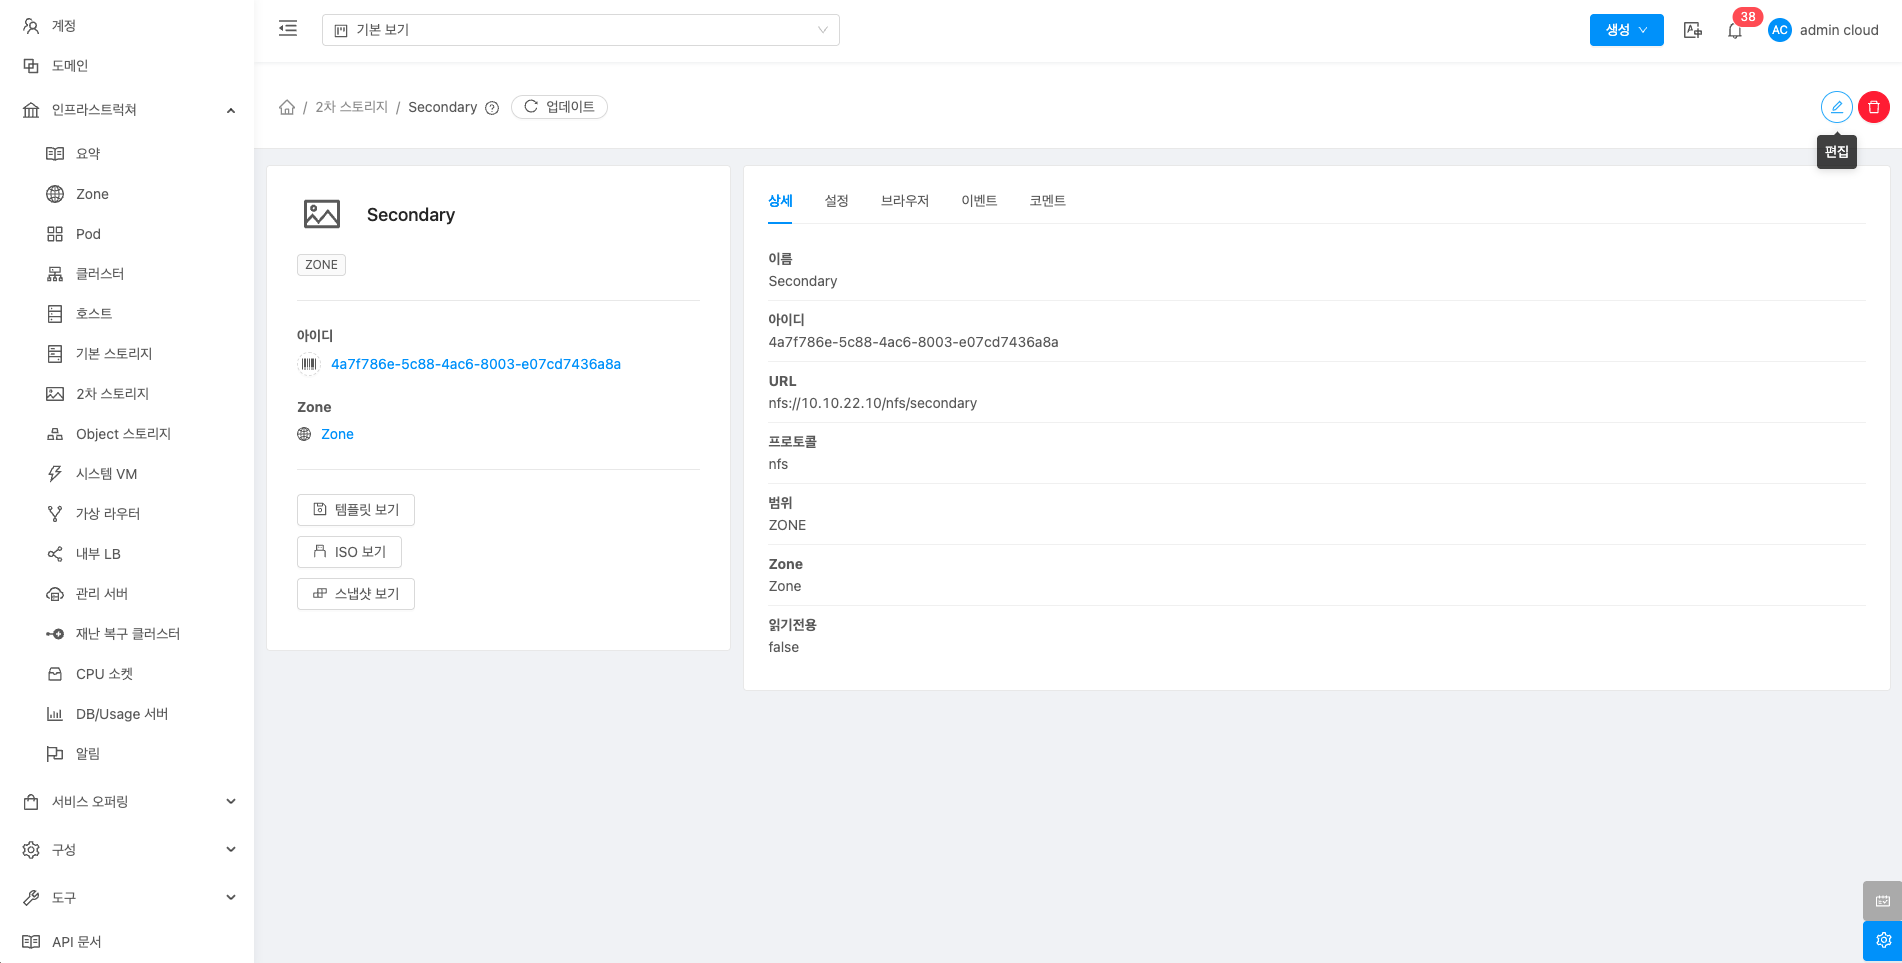 계정
도메인
인프라스트럭쳐
요약
Zone
Pod
클러스터
호스트
기본 스토리지
2차 스토리지
Object 스토리지
시스템 VM
가상 라우터
내부 LB
관리 서버
재난 복구 클러스터
CPU 소켓
DB/Usage 서버
알림
서비스 오퍼링
구성
도구
API 문서
기본 보기
생성
38
AC admin cloud
/ 2차 스토리지 / Secondary 업데이트
편집
Secondary
ZONE
아이디
4a7f786e-5c88-4ac6-8003-e07cd7436a8a
Zone
Zone
템플릿 보기
ISO 보기
스냅샷 보기
상세 설정 브라우저 이벤트 코멘트
이름
Secondary
아이디
4a7f786e-5c88-4ac6-8003-e07cd7436a8a
URL
nfs://10.10.22.10/nfs/secondary
프로토콜
nfs
범위
ZONE
Zone
Zone
읽기전용
false